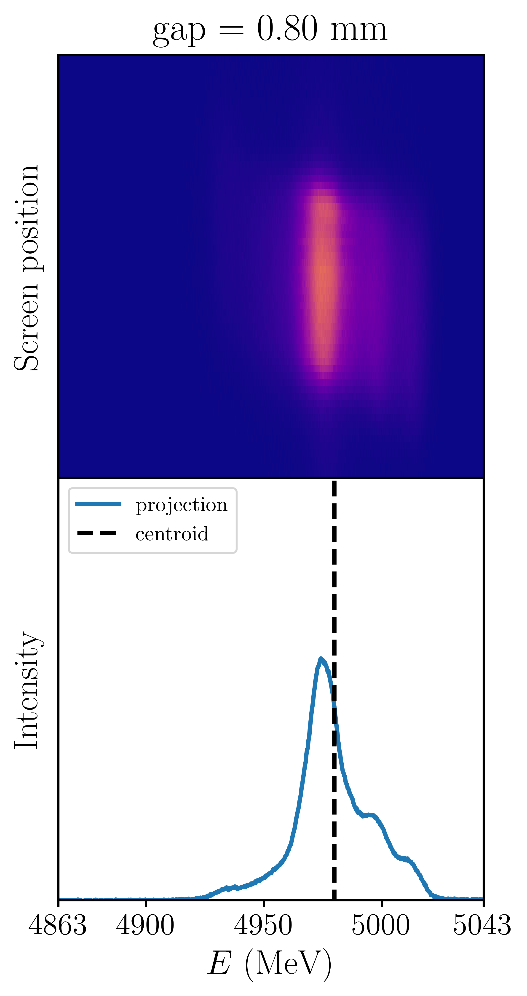 gap = 0.80 mm
Screen position
projection
centroid
Intensity
4863 4900 4950 5000 5043
E (MeV)